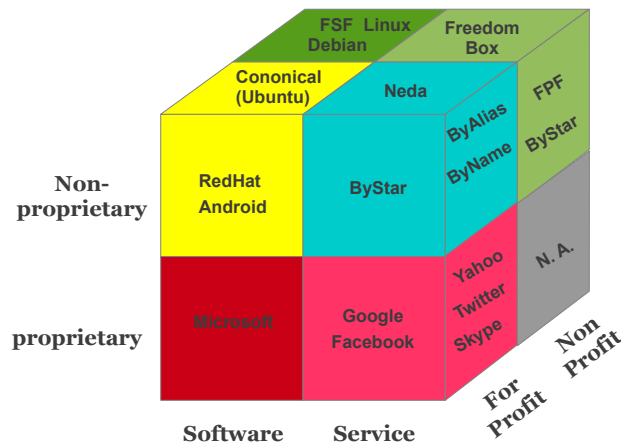 FSF Linux
Debian
Freedom
Box
Cononical
(Ubuntu)
Neda
ByAlias
ByName
FPF
ByStar
Non-
proprietary
RedHat
Android
ByStar
proprietary
Microsoft
Google
Facebook
Yahoo
Twitter
Skype
N. A.
Software
Service
For
Profit
Non
Profit